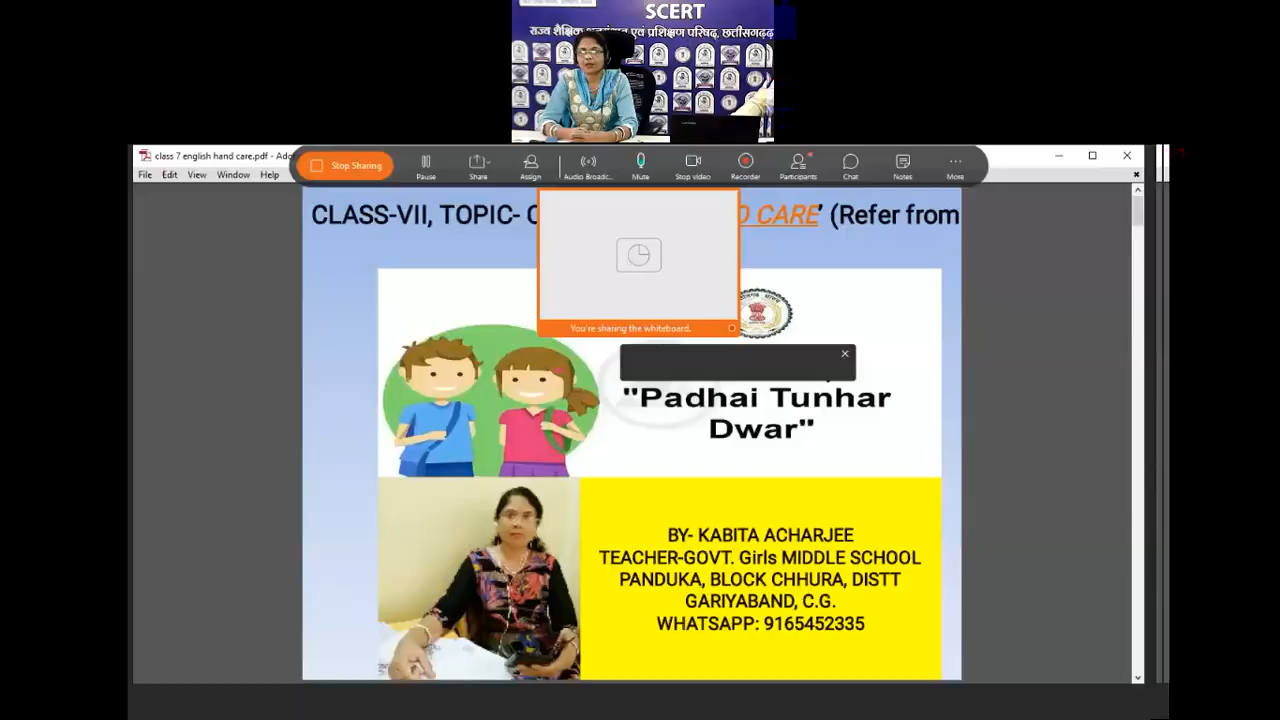 SCERT
राज्य शैक्षिक अनुसंधान एवं प्रशिक्षण परिषद, छत्तीसगढ़
class 7 english hand care.pdf - Ado
Stop Sharing
Pause
Share
Assign
Audio Broadc...
Mute
Stop video
Recorder
Participants
Chat
Notes
More
File Edit View Window Help
CLASS-VII, TOPIC- CARE’ (Refer from
You're sharing the whiteboard.
"Padhai Tunhar
Dwar"
BY- KABITA ACHARJEE
TEACHER-GOVT. Girls MIDDLE SCHOOL
PANDUKA, BLOCK CHHURA, DISTT
GARIYABAND, C.G.
WHATSAPP: 9165452335